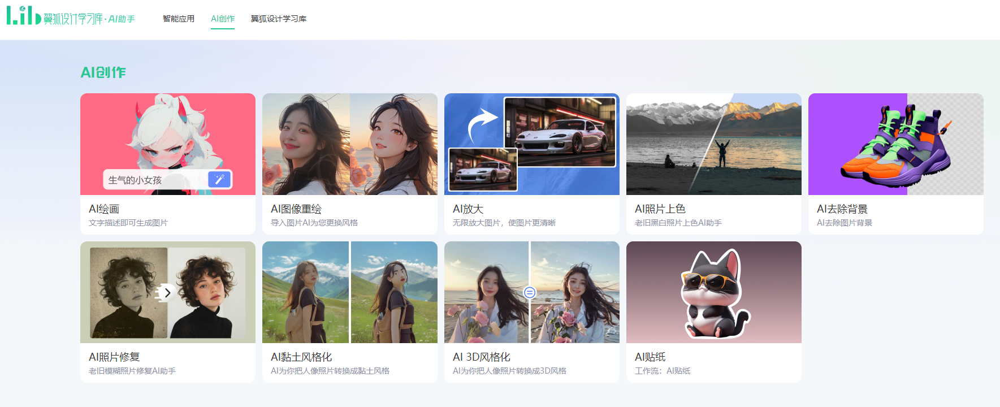 Lib 翼狐设计学习库·AI助手
智能应用 AI创作 翼狐设计学习库
AI创作
生气的小女孩
AI绘画
文字描述即可生成图片
AI图像重绘
导入图片AI为您更换风格
AI放大
无限放大图片，使图片更清晰
AI照片上色
老旧黑白照片上色AI助手
AI去除背景
AI去除图片背景
AI照片修复
老旧模糊照片修复AI助手
AI黏土风格化
AI为你把人像照片转换成黏土风格
AI 3D风格化
AI为你把人像照片转换成3D风格
AI贴纸
工作流：AI贴纸